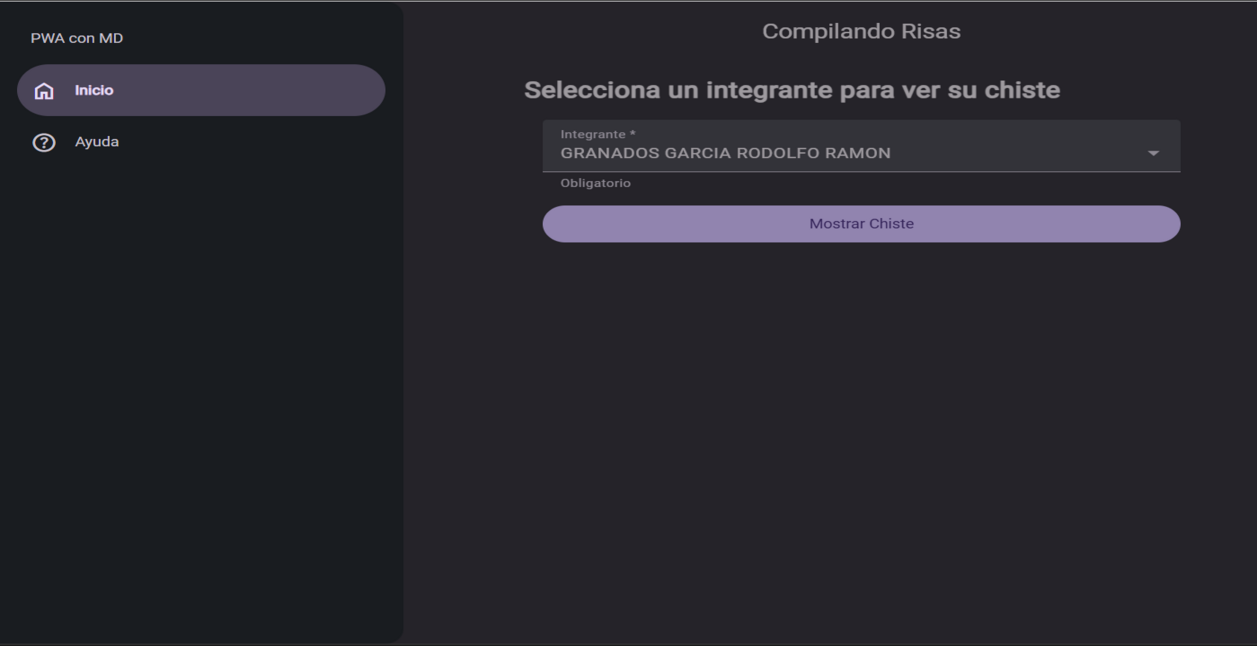 PWA con MD
Inicio
Ayuda
Compilando Risas
Selecciona un integrante para ver su chiste
Integrante *
GRANADOS GARCIA RODOLFO RAMON
Obligatorio
Mostrar Chiste